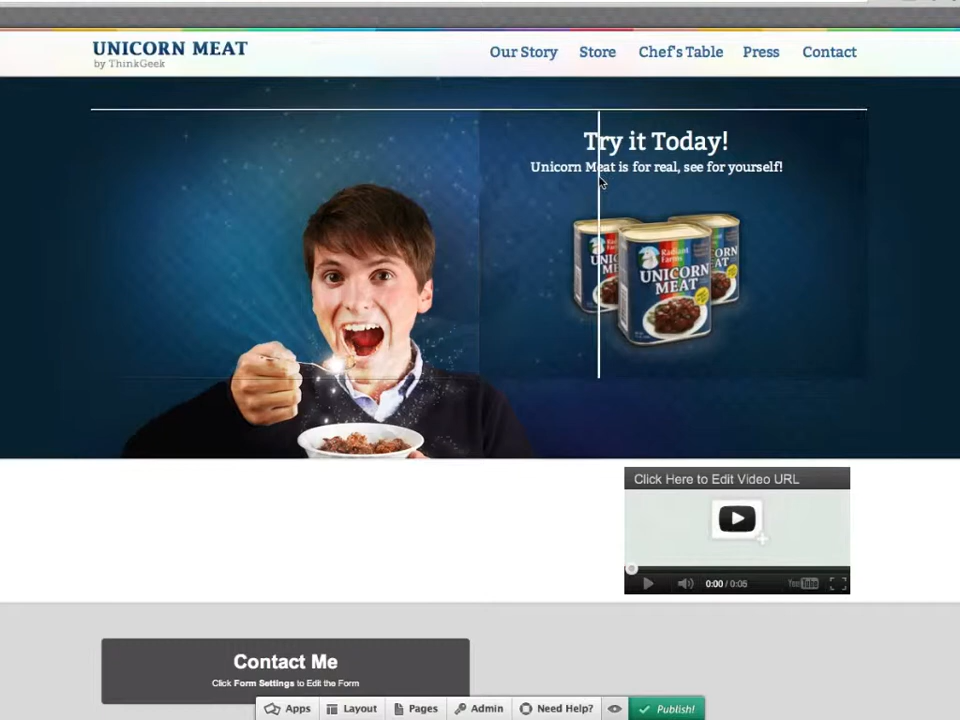 UNICORN MEAT
by ThinkGeek
Our Story Store Chef's Table Press Contact
Try it Today!
Unicorn Meat is for real, see for yourself!
Radiant Farms
UNICORN MEAT
Click Here to Edit Video URL
0:00 / 0:05
YouTube
Contact Me
Click Form Settings to Edit the Form
Apps Layout Pages Admin Need Help? Publish!